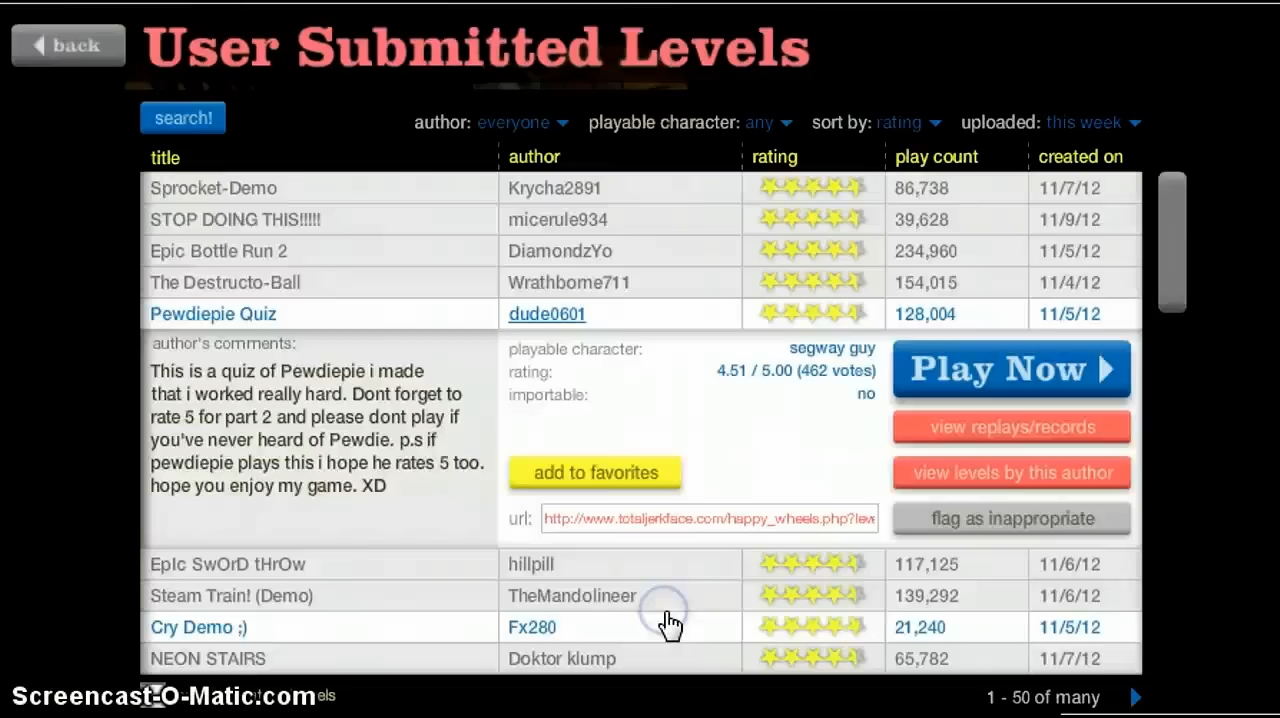 back
User Submitted Levels
search!
author: everyone playable character: any sort by: rating uploaded: this week
title author rating play count created on
Sprocket-Demo Krycha2891 86,738 11/7/12
STOP DOING THIS!!!!! micerule934 39,628 11/9/12
Epic Bottle Run 2 DiamondzYo 234,960 11/5/12
The Destructo-Ball Wrathborne711 154,015 11/4/12
Pewdiepie Quiz dude0601 128,004 11/5/12
author's comments:
This is a quiz of Pewdiepie i made
that i worked really hard. Dont forget to
rate 5 for part 2 and please dont play if
you've never heard of Pewdie. p.s if
pewdiepie plays this i hope he rates 5 too.
hope you enjoy my game. XD
playable character: segway guy
rating: 4.51 / 5.00 (462 votes)
importable: no
add to favorites
url: http://www.totaljerkface.com/happy_wheels.php?leve
Play Now
view replays/records
view levels by this author
flag as inappropriate
EpIc SwOrD tHrOw hillpill 117,125 11/6/12
Steam Train! (Demo) TheMandolineer 139,292 11/6/12
Cry Demo ;) Fx280 21,240 11/5/12
NEON STAIRS Doktor klump 65,782 11/7/12
Screencast-O-Matic.com
1 - 50 of many